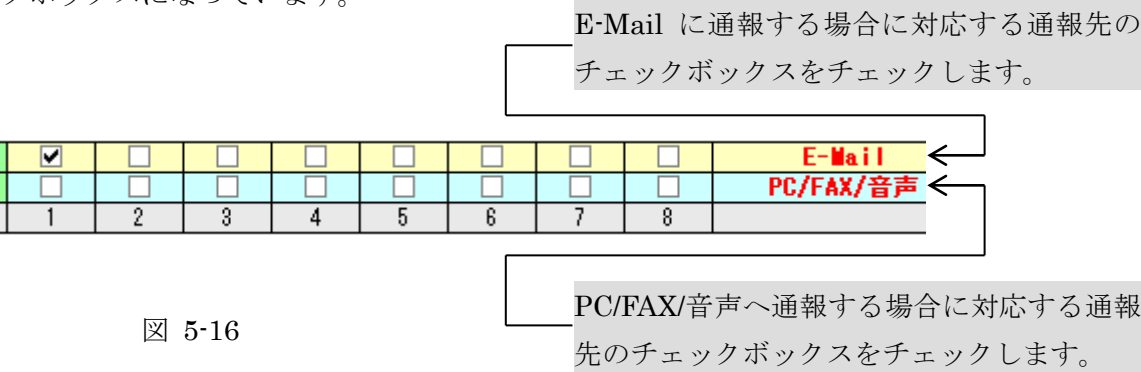 クボックスになっています。
E-Mail に通報する場合に対応する通報先の
チェックボックスをチェックします。
E-Mail
PC/FAX/音声
1 2 3 4 5 6 7 8
PC/FAX/音声へ通報する場合に対応する通報
先のチェックボックスをチェックします。
図 5-16